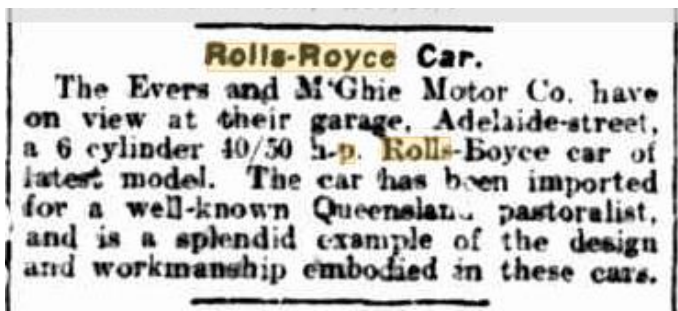 Rolls-Royce Car.
The Evers and M'Ghie Motor Co. have
on view at their garage, Adelaide-street,
a 6 cylinder 40/50 h-p. Rolls-Royce car of
latest model. The car has been imported
for a well-known Queensland pastoralist,
and is a splendid example of the design
and workmanship embodied in these cars.